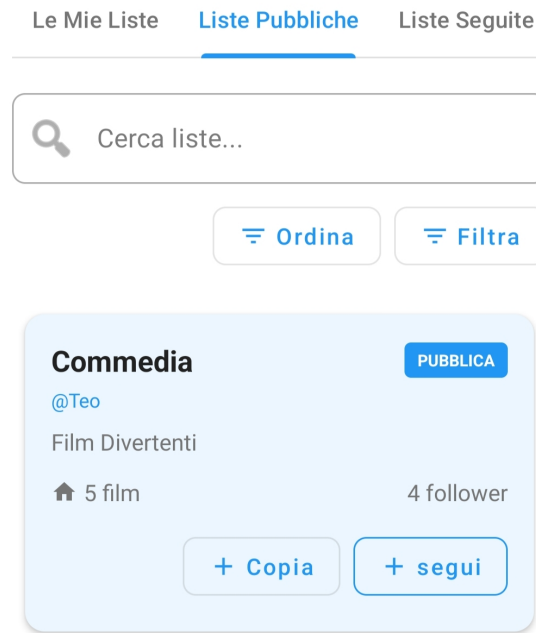 Le Mie Liste Liste Pubbliche Liste Seguite
Cerca liste...
Ordina Filtra
Commedia PUBBLICA
@Teo
Film Divertenti
5 film 4 follower
+ Copia + segui